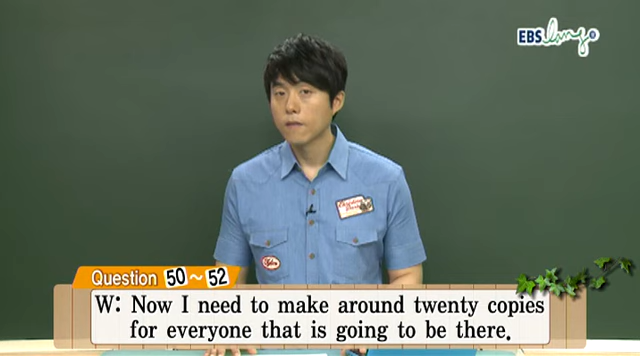 EBS lang
Question 50~52
W: Now I need to make around twenty copies
for everyone that is going to be there.